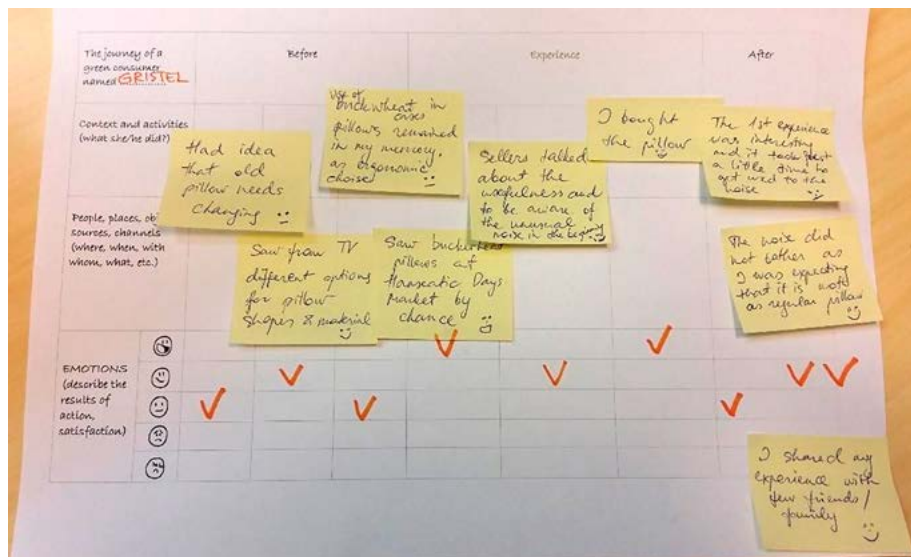 The journey of a
green consumer
named GRISTEL
Before
Experience
After
Context and activities
(what she/he did?)
Had idea
that old
pillow needs
changing
use of
buckwheat in
pillows remained
in my memory,
as ergonomic
choise
Sellers talked
about the
usefulness and
to be aware of
the unusual
noise in the beginning
I bought
the pillow
The 1st experience
was interesting
and it took just
a little time to
get used to the
noise
People, places, ob
sources, channels
(where, when, with
whom, what, etc.)
Saw from TV
different options
for pillow
shapes & material
Saw buckwheat
pillows at
Hanseatic Days
Market by
chance
The noise did
not bother as
I was expecting
that it is not
as regular pillow
EMOTIONS
(describe the
results of
action,
satisfaction)
I shared my
experience with
few friends/
family